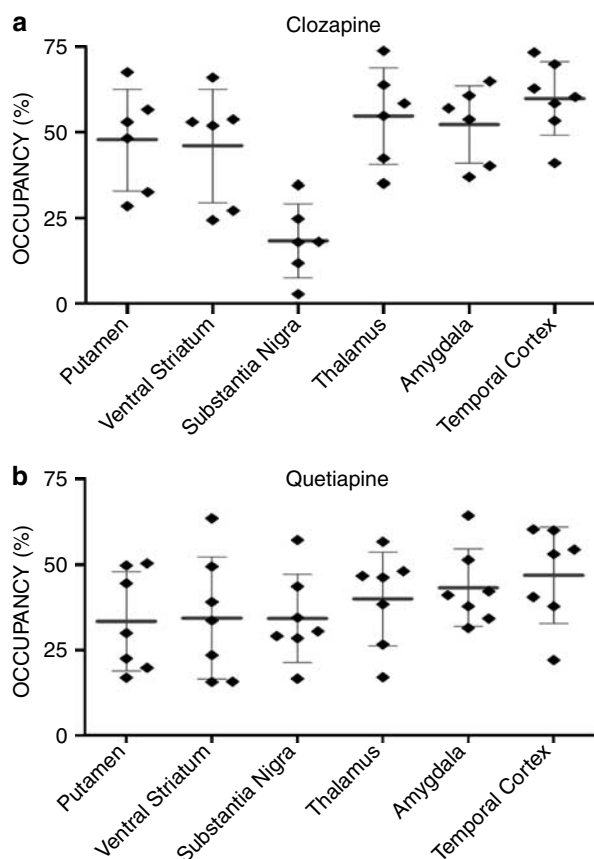 a
Clozapine
OCCUPANCY (%)
75
50
25
0
Putamen
Ventral Striatum
Substantia Nigra
Thalamus
Amygdala
Temporal Cortex
b
Quetiapine
OCCUPANCY (%)
75
50
25
0
Putamen
Ventral Striatum
Substantia Nigra
Thalamus
Amygdala
Temporal Cortex